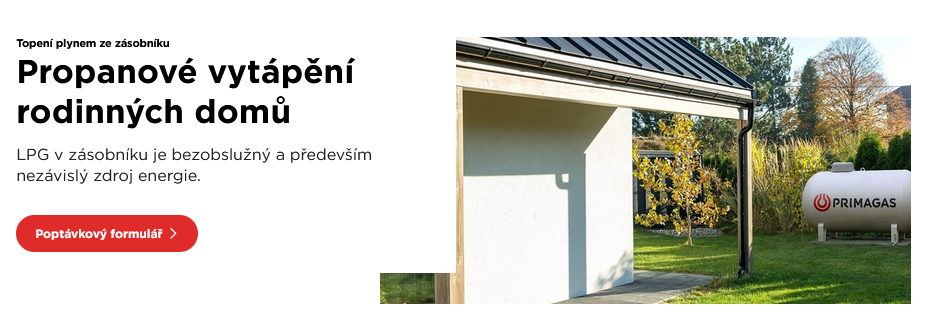 Topení plynem ze zásobníku
Propanové vytápění
rodinných domů
LPG v zásobníku je bezobslužný a především
nezávislý zdroj energie.
Poptávkový formulář
PRIMAGAS